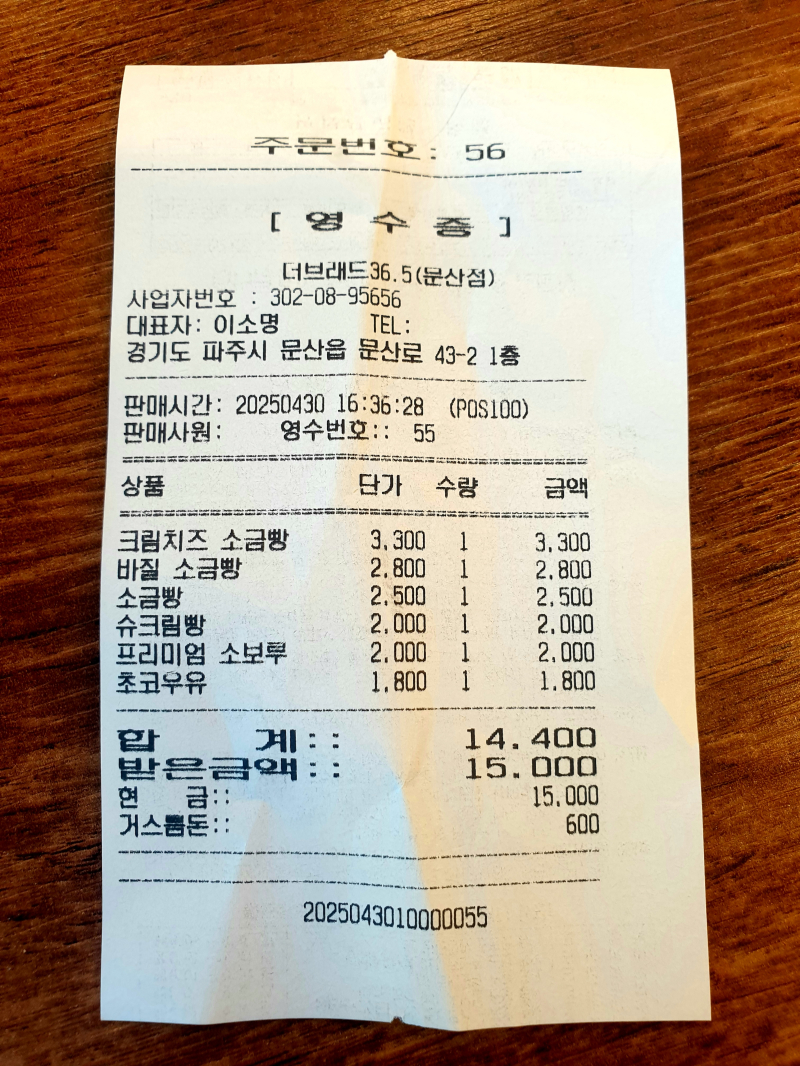 주문번호: 56
[ 영 수 증 ]
더브래드36.5(문산점)
사업자번호 : 302-08-95656
대표자: 이소명 TEL:
경기도 파주시 문산읍 문산로 43-2 1층
판매시간: 20250430 16:36:28 (POS100)
판매사원: 영수번호:: 55
상품 단가 수량 금액
크림치즈 소금빵 3,300 1 3,300
바질 소금빵 2,800 1 2,800
소금빵 2,500 1 2,500
슈크림빵 2,000 1 2,000
프리미엄 소보루 2,000 1 2,000
초코우유 1,800 1 1,800
합 계:: 14.400
받은금액:: 15.000
현 금:: 15,000
거스름돈:: 600
2025043010000055